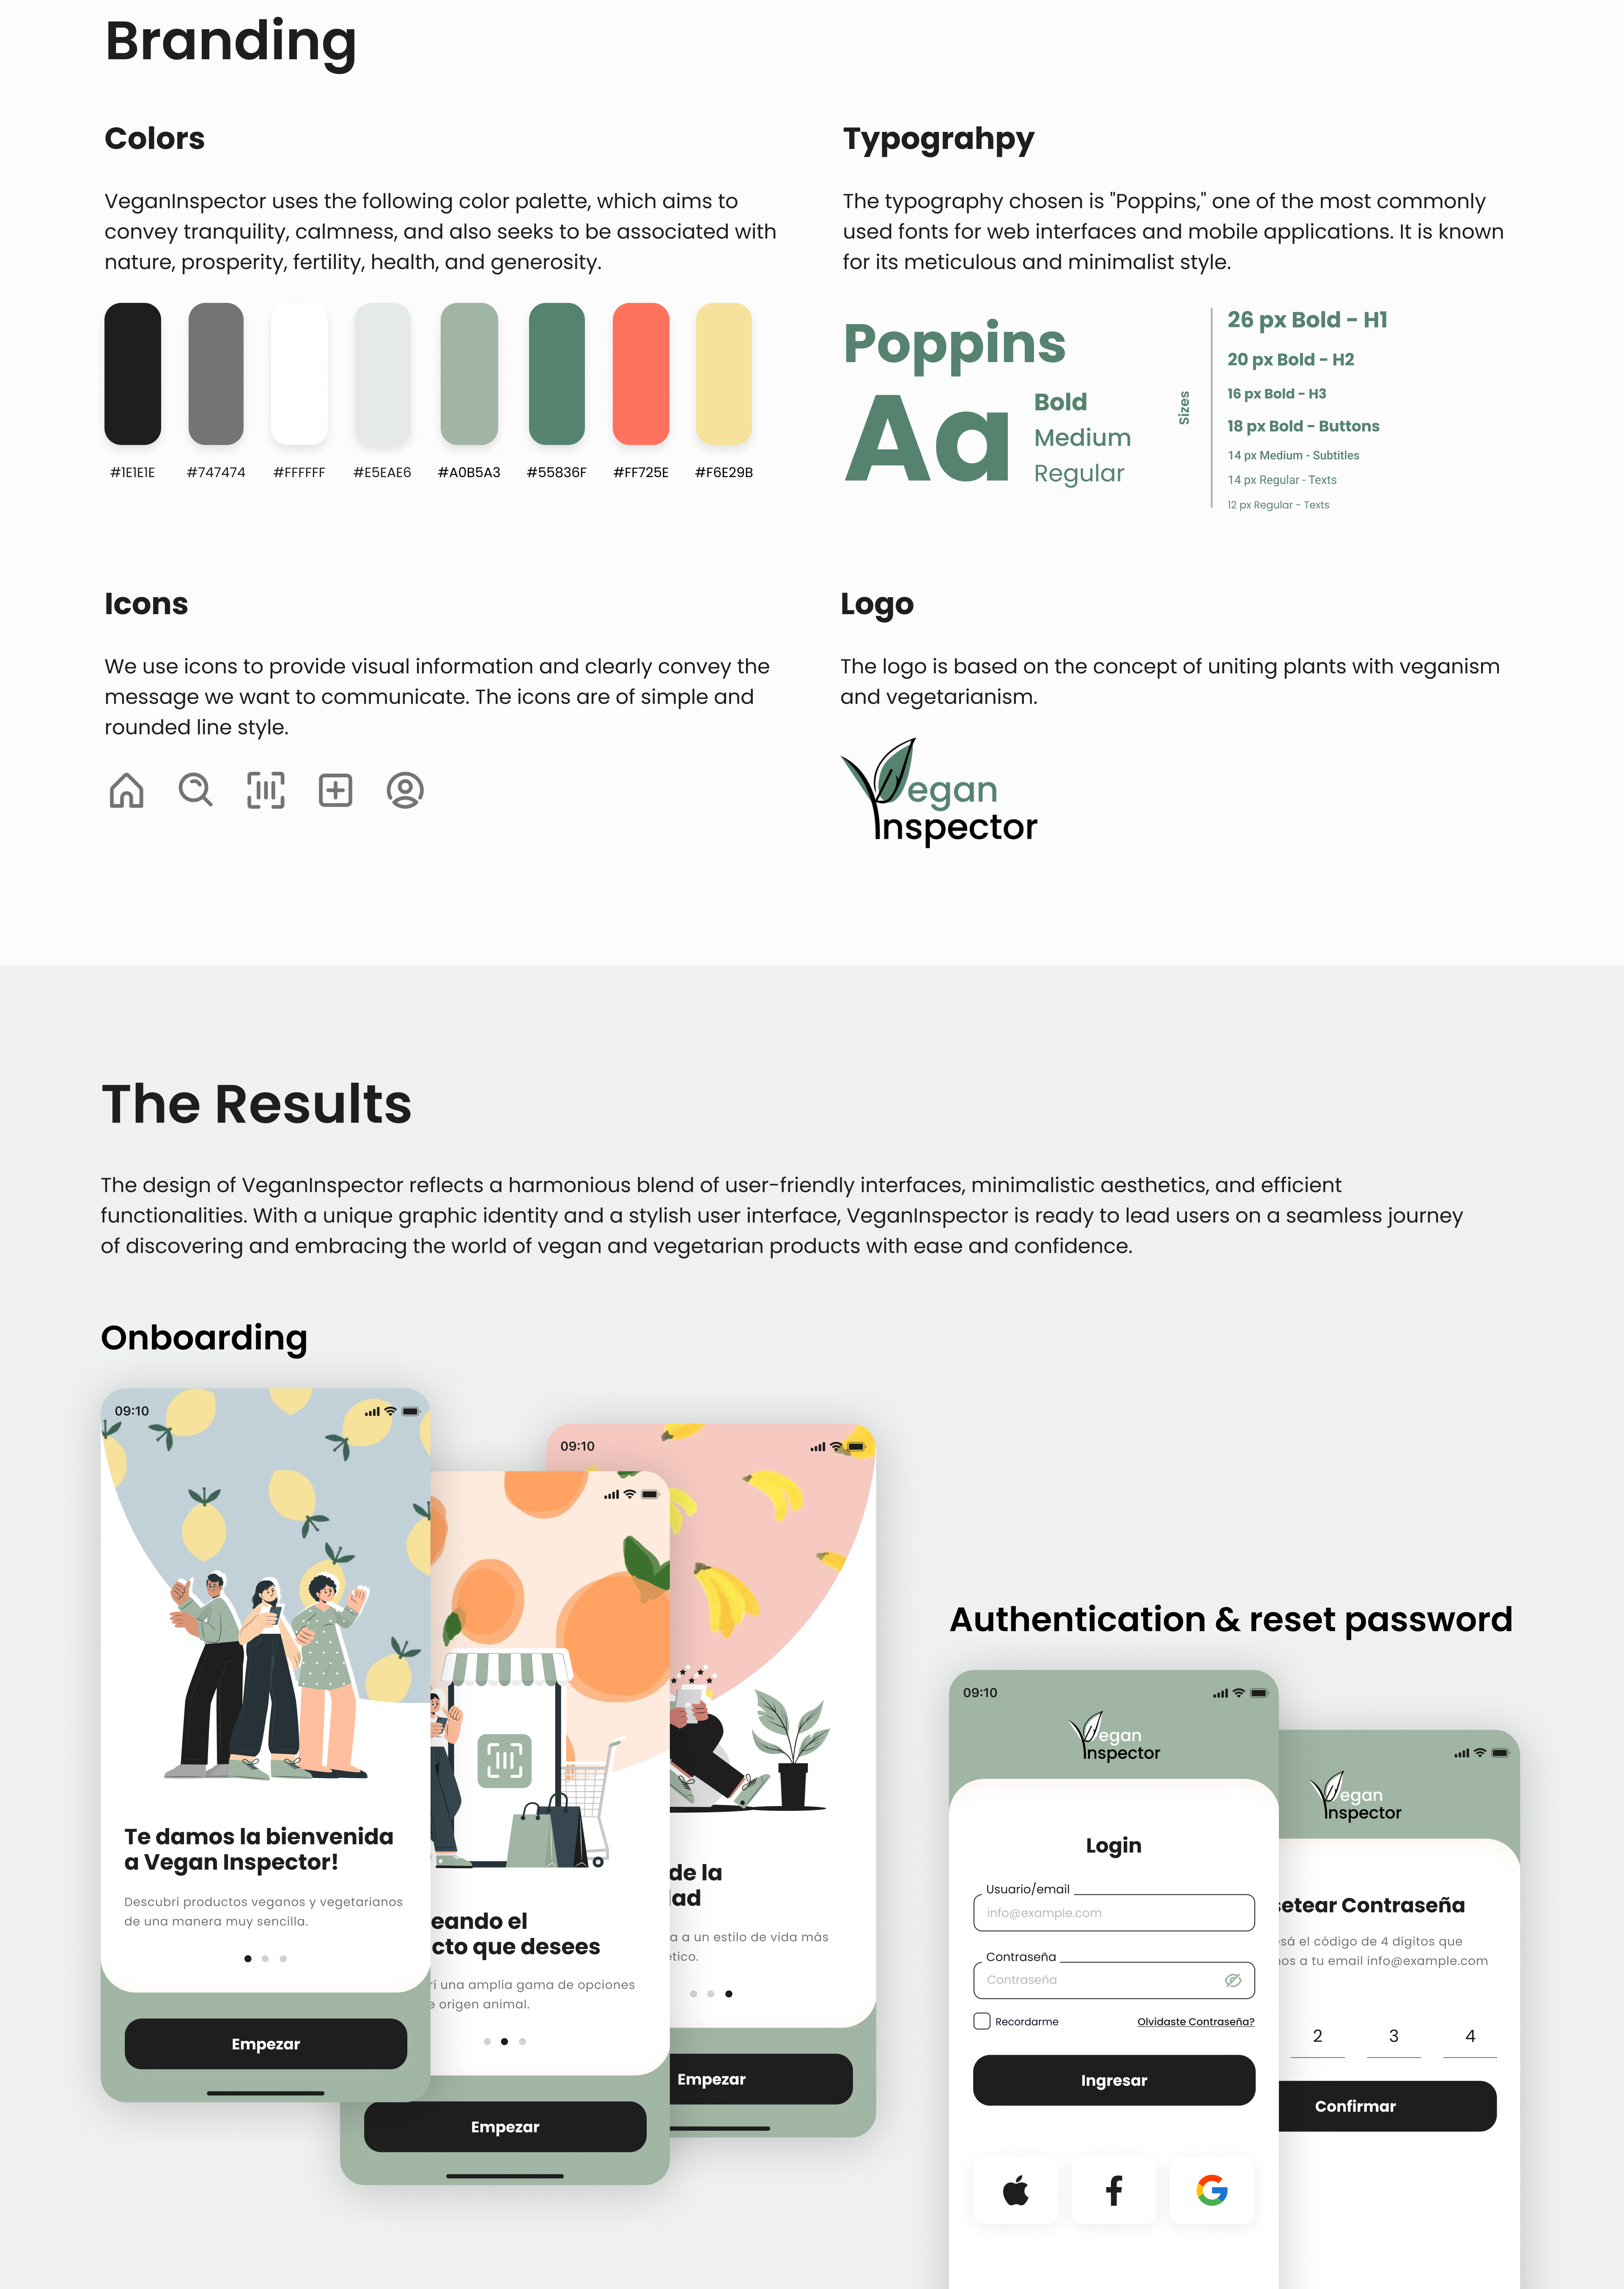 Branding
Colors
VeganInspector uses the following color palette, which aims to
convey tranquility, calmness, and also seeks to be associated with
nature, prosperity, fertility, health, and generosity.
#1E1E1E
#747474
#FFFFFF
#E5EAE6
#A0B5A3
#55836F
#FF725E
#F6E29B
Typograhpy
The typography chosen is "Poppins," one of the most commonly
used fonts for web interfaces and mobile applications. It is known
for its meticulous and minimalist style.
Poppins
Aa
Bold
Medium
Regular
Sizes
26 px Bold - H1
20 px Bold - H2
16 px Bold - H3
18 px Bold - Buttons
14 px Medium - Subtitles
14 px Regular - Texts
12 px Regular - Texts
Icons
We use icons to provide visual information and clearly convey the
message we want to communicate. The icons are of simple and
rounded line style.
Logo
The logo is based on the concept of uniting plants with veganism
and vegetarianism.
Vegan
Inspector
The Results
The design of VeganInspector reflects a harmonious blend of user-friendly interfaces, minimalistic aesthetics, and efficient
functionalities. With a unique graphic identity and a stylish user interface, VeganInspector is ready to lead users on a seamless journey
of discovering and embracing the world of vegan and vegetarian products with ease and confidence.
Onboarding
09:10
Te damos la bienvenida
a Vegan Inspector!
Descubrí productos veganos y vegetarianos
de una manera muy sencilla.
Empezar
eando el
cto que desees
rí una amplia gama de opciones
e origen animal.
Empezar
09:10
de la
dad
a a un estilo de vida más
ético.
Empezar
Authentication & reset password
09:10
Vegan
Inspector
Login
Usuario/email
info@example.com
Contraseña
Contraseña
Recordarme
Olvidaste Contraseña?
Ingresar
Vegan
Inspector
setear Contraseña
sá el código de 4 dígitos que
nos a tu email info@example.com
2
3
4
Confirmar